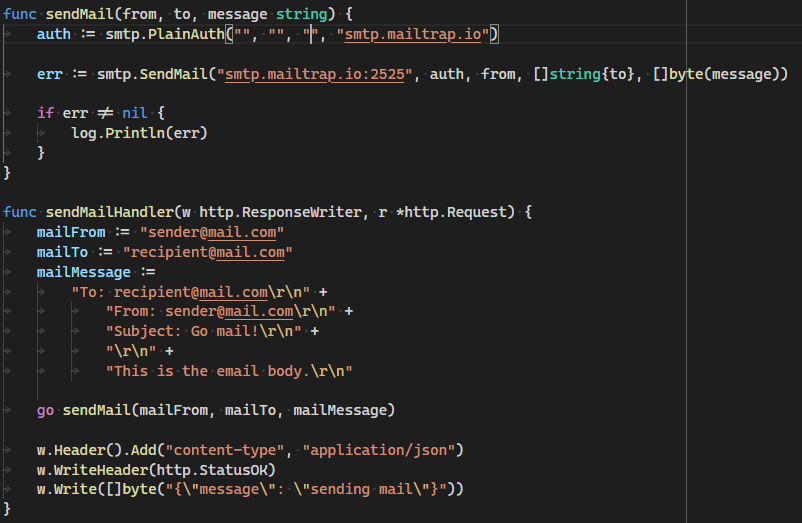 func sendMail(from, to, message string) {
    auth := smtp.PlainAuth("", "", "", "smtp.mailtrap.io")
    err := smtp.SendMail("smtp.mailtrap.io:2525", auth, from, []string{to}, []byte(message))
    if err != nil {
        log.Println(err)
    }
}
func sendMailHandler(w http.ResponseWriter, r *http.Request) {
    mailFrom := "sender@mail.com"
    mailTo := "recipient@mail.com"
    mailMessage :=
        "To: recipient@mail.com\r\n" +
            "From: sender@mail.com\r\n" +
            "Subject: Go mail!\r\n" +
            "\r\n" +
            "This is the email body.\r\n"
    go sendMail(mailFrom, mailTo, mailMessage)
    w.Header().Add("content-type", "application/json")
    w.WriteHeader(http.StatusOK)
    w.Write([]byte("{\"message\": \"sending mail\"}"))
}